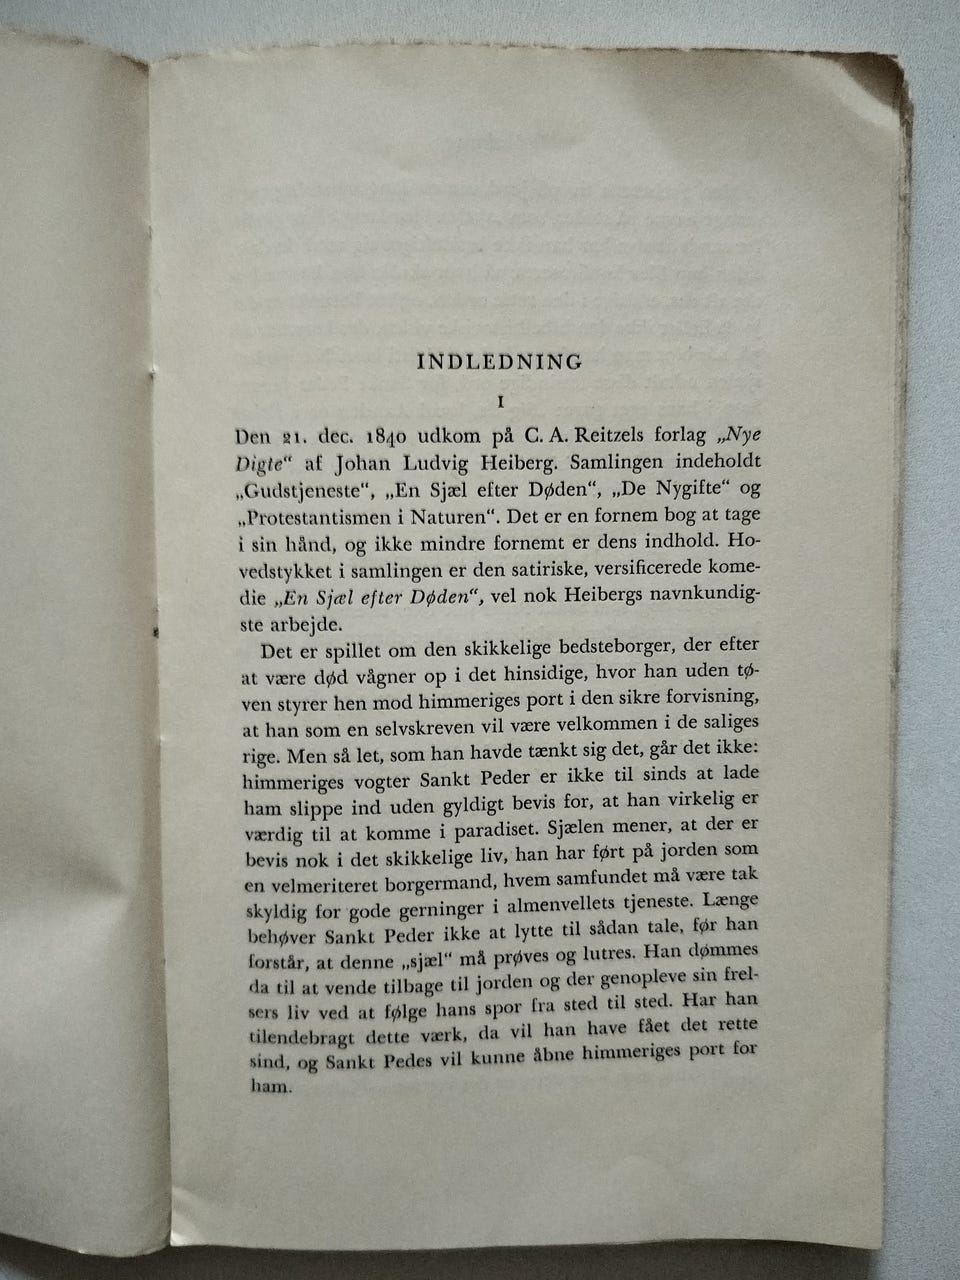 INDLEDNING
I
Den 21. dec. 1840 udkom på C. A. Reitzels forlag „Nye
Digte“ af Johan Ludvig Heiberg. Samlingen indeholdt
„Gudstjeneste“, „En Sjæl efter Døden“, „De Nygifte“ og
„Protestantismen i Naturen“. Det er en fornem bog at tage
i sin hånd, og ikke mindre fornemt er dens indhold. Ho-
vedstykket i samlingen er den satiriske, versificerede kome-
die „En Sjæl efter Døden“, vel nok Heibergs navnkundig-
ste arbejde.
Det er spillet om den skikkelige bedsteborger, der efter
at være død vågner op i det hinsidige, hvor han uden tø-
ven styrer hen mod himmeriges port i den sikre forvisning,
at han som en selvskreven vil være velkommen i de saliges
rige. Men så let, som han havde tænkt sig det, går det ikke:
himmeriges vogter Sankt Peder er ikke til sinds at lade
ham slippe ind uden gyldigt bevis for, at han virkelig er
værdig til at komme i paradiset. Sjælen mener, at der er
bevis nok i det skikkelige liv, han har ført på jorden som
en velmeriteret borgermand, hvem samfundet må være tak
skyldig for gode gerninger i almenvellets tjeneste. Længe
behøver Sankt Peder ikke at lytte til sådan tale, før han
forstår, at denne „sjæl“ må prøves og lutres. Han dømmes
da til at vende tilbage til jorden og der genopleve sin frel-
sers liv ved at følge hans spor fra sted til sted. Har han
tilendebragt dette værk, da vil han have fået det rette
sind, og Sankt Pedes vil kunne åbne himmeriges port for
ham.